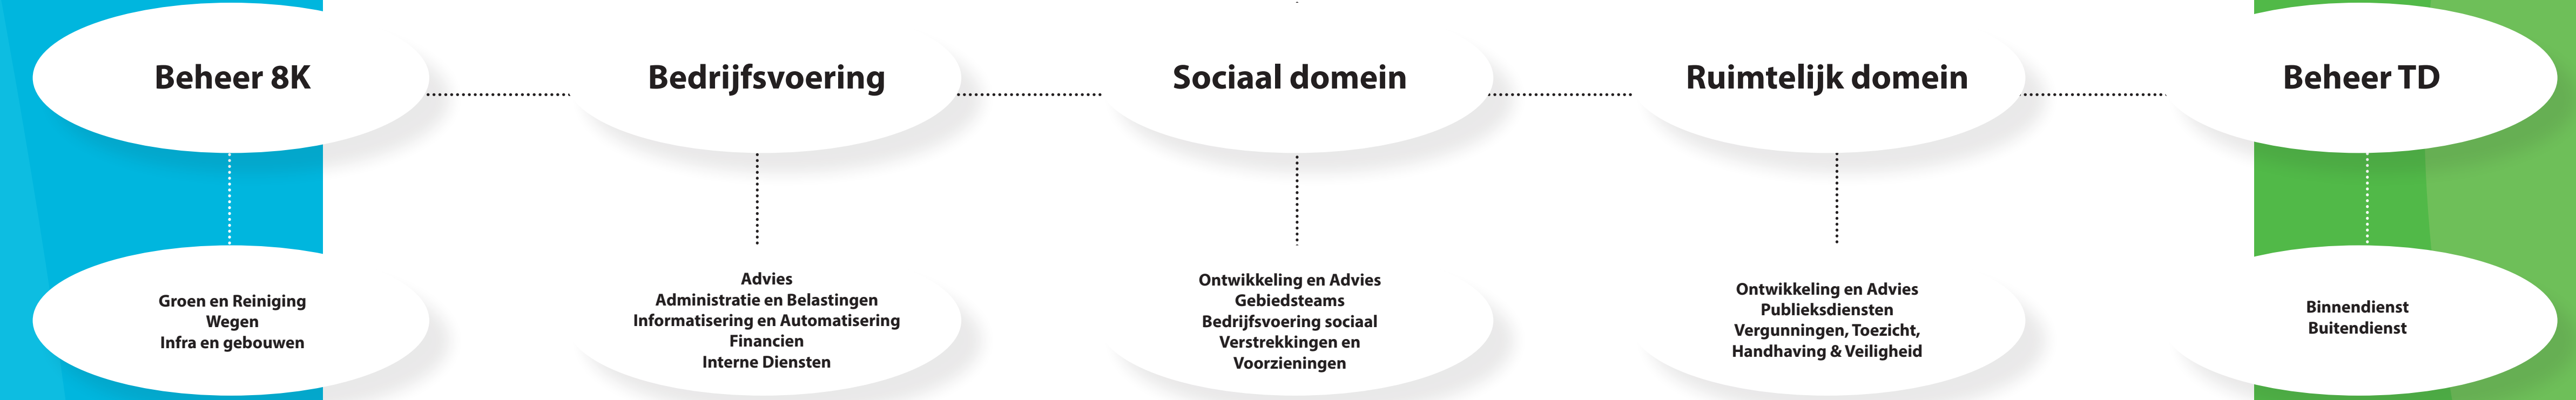 Beheer 8K
Bedrijfsvoering
Sociaal domein
Ruimtelijk domein
Beheer TD
Groen en Reiniging
Wegen
Infra en gebouwen
Advies
Administratie en Belastingen
Informatisering en Automatisering
Financien
Interne Diensten
Ontwikkeling en Advies
Gebiedsteams
Bedrijfsvoering sociaal
Verstrekkingen en
Voorzieningen
Ontwikkeling en Advies
Publieksdiensten
Vergunningen, Toezicht,
Handhaving & Veiligheid
Binnendienst
Buitendienst